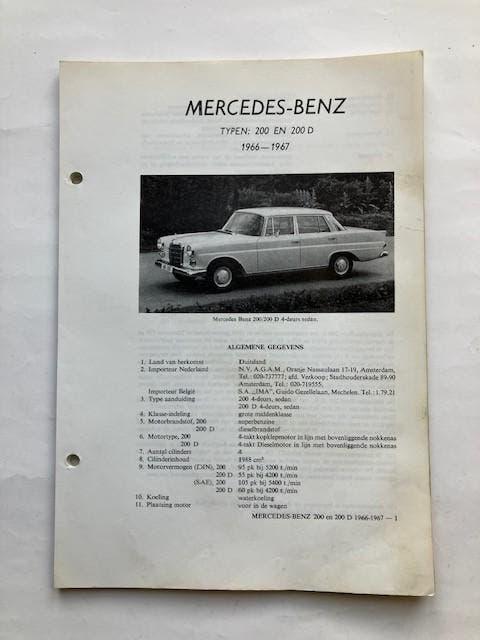 MERCEDES-BENZ
TYPEN: 200 EN 200 D
1966—1967
Mercedes Benz 200/200 D 4-deurs sedan.
ALGEMENE GEGEVENS
1. Land van herkomst Duitsland
2. Importeur Nederland N.V. A.G.A.M., Oranje Nassaulaan 17-19, Amsterdam,
Tel. 020-737777; afd. Verkoop; Stadhouderskade 89-90
Amsterdam, Tel. 020-719555.
Importeur België S.A. „IMA”, Guido Gezellelaan, Mechelen. Tel. 1.79.21
3. Type aanduiding 200 4-deurs, sedan
200 D 4-deurs, sedan
4. Klasse-indeling grote middenklasse
5. Motorbrandstof, 200 superbenzine
200 D dieselbrandstof
6. Motortype, 200 4-takt kopklepmotor in lijn met bovenliggende nokkenas
200 D 4-takt Dieselmotor in lijn met bovenliggende nokkenas
7. Aantal cilinders 4
8. Cilinderinhoud 1988 cm³
9. Motorvermogen (DIN), 200 95 pk bij 5200 t./min
200 D 55 pk bij 4200 t./min
(SAE), 200 105 pk bij 5400 t./min
200 D 60 pk bij 4200 t./min
10. Koeling waterkoeling
11. Plaatsing motor voor in de wagen
MERCEDES-BENZ 200 en 200 D 1966-1967 — 1